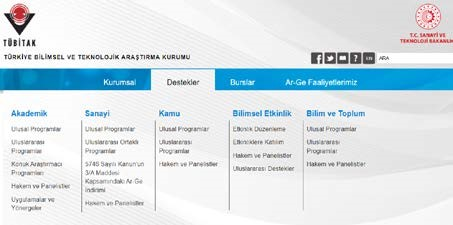 TÜBİTAK
TÜRKİYE BİLİMSEL VE TEKNOLOJİK ARAŞTIRMA KURUMU
T.C. SANAYİ VE
TEKNOLOJİ BAKANLIĞI
EN ARA
Kurumsal Destekler Burslar Ar-Ge Faaliyetlerimiz
Akademik
Ulusal Programlar
Uluslararası
Programlar
Konuk Araştırmacı
Programları
Hakem ve Panelistler
Uygulamalar ve
Yönergeler
Sanayi
Ulusal Programlar
Uluslararası Ortaklı
Programlar
5746 Sayılı Kanun'un
3/A Maddesi
Kapsamındaki Ar-Ge
İndirimi
Hakem ve Panelistler
Kamu
Ulusal Programlar
Uluslararası
Programlar
Hakem ve Panelistler
Bilimsel Etkinlik
Etkinlik Düzenleme
Etkinliklere Katılım
Hakem ve Panelistler
Uluslararası Destekler
Bilim ve Toplum
Ulusal Programlar
Uluslararası
Programlar
Hakem ve Panelistler